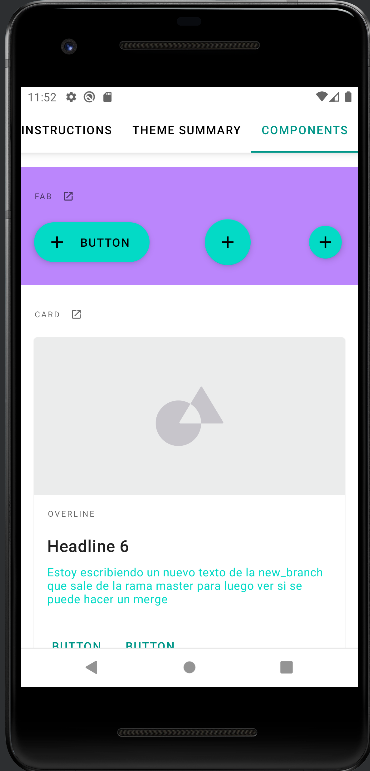 11:52
INSTRUCTIONS THEME SUMMARY COMPONENTS
FAB
BUTTON
CARD
OVERLINE
Headline 6
Estoy escribiendo un nuevo texto de la new_branch
que sale de la rama master para luego ver si se
puede hacer un merge
BUTTON BUTTON